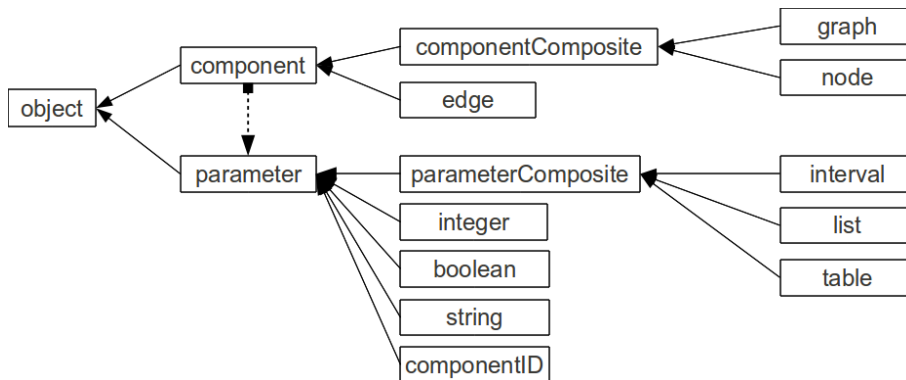 object
component
parameter
componentComposite
edge
parameterComposite
integer
boolean
string
componentID
graph
node
interval
list
table